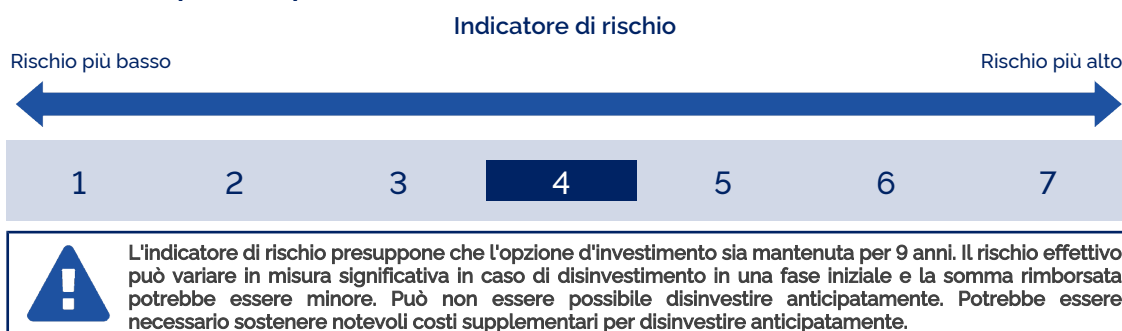 Indicatore di rischio
Rischio più basso Rischio più alto
1 2 3 4 5 6 7
L'indicatore di rischio presuppone che l'opzione d'investimento sia mantenuta per 9 anni. Il rischio effettivo
può variare in misura significativa in caso di disinvestimento in una fase iniziale e la somma rimborsata
potrebbe essere minore. Può non essere possibile disinvestire anticipatamente. Potrebbe essere
necessario sostenere notevoli costi supplementari per disinvestire anticipatamente.